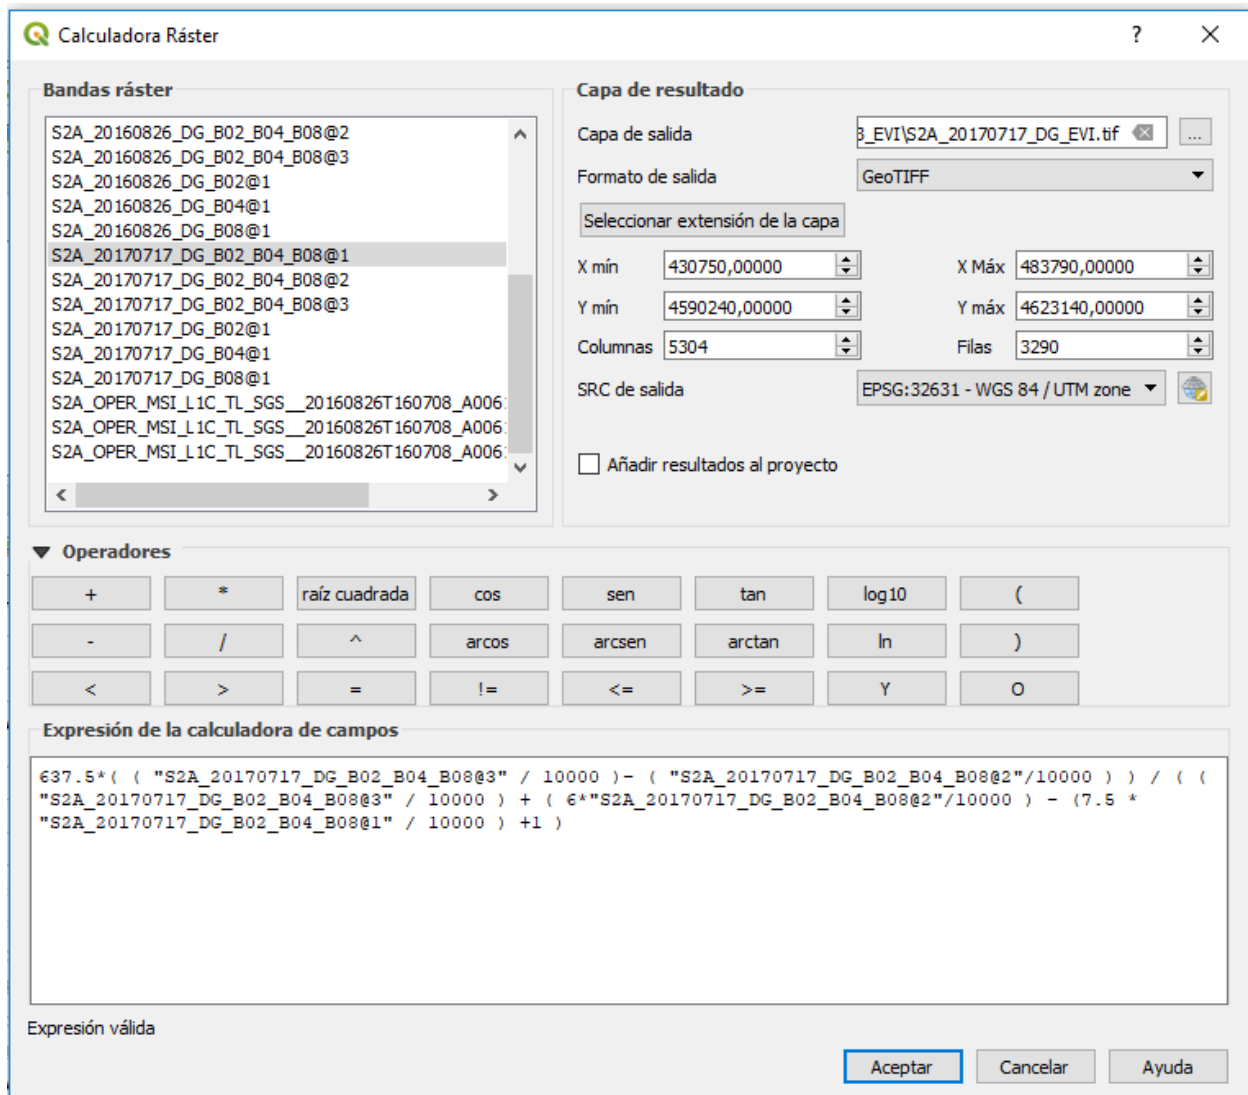 Calculadora Ráster ? X
Bandas ráster
S2A_20160826_DG_B02_B04_B08@2
S2A_20160826_DG_B02_B04_B08@3
S2A_20160826_DG_B02@1
S2A_20160826_DG_B04@1
S2A_20160826_DG_B08@1
S2A_20170717_DG_B02_B04_B08@1
S2A_20170717_DG_B02_B04_B08@2
S2A_20170717_DG_B02_B04_B08@3
S2A_20170717_DG_B02@1
S2A_20170717_DG_B04@1
S2A_20170717_DG_B08@1
S2A_OPER_MSI_L1C_TL_SGS__20160826T160708_A006
S2A_OPER_MSI_L1C_TL_SGS__20160826T160708_A006
S2A_OPER_MSI_L1C_TL_SGS__20160826T160708_A006
Capa de resultado
Capa de salida 3_EVI\S2A_20170717_DG_EVI.tif ...
Formato de salida GeoTIFF
Seleccionar extensión de la capa
X mín 430750,00000 X Máx 483790,00000
Y mín 4590240,00000 Y máx 4623140,00000
Columnas 5304 Filas 3290
SRC de salida EPSG:32631 - WGS 84 / UTM zone
Añadir resultados al proyecto
Operadores
+ * raíz cuadrada cos sen tan log10 (
- / ^ arcos arcsen arctan ln )
< > = != <= >= Y O
Expresión de la calculadora de campos
637.5*( ( "S2A_20170717_DG_B02_B04_B08@3" / 10000 )- ( "S2A_20170717_DG_B02_B04_B08@2"/10000 ) ) / ( (
"S2A_20170717_DG_B02_B04_B08@3" / 10000 ) + ( 6*"S2A_20170717_DG_B02_B04_B08@2"/10000 ) - (7.5 *
"S2A_20170717_DG_B02_B04_B08@1" / 10000 ) +1 )
Expresión válida
Aceptar Cancelar Ayuda